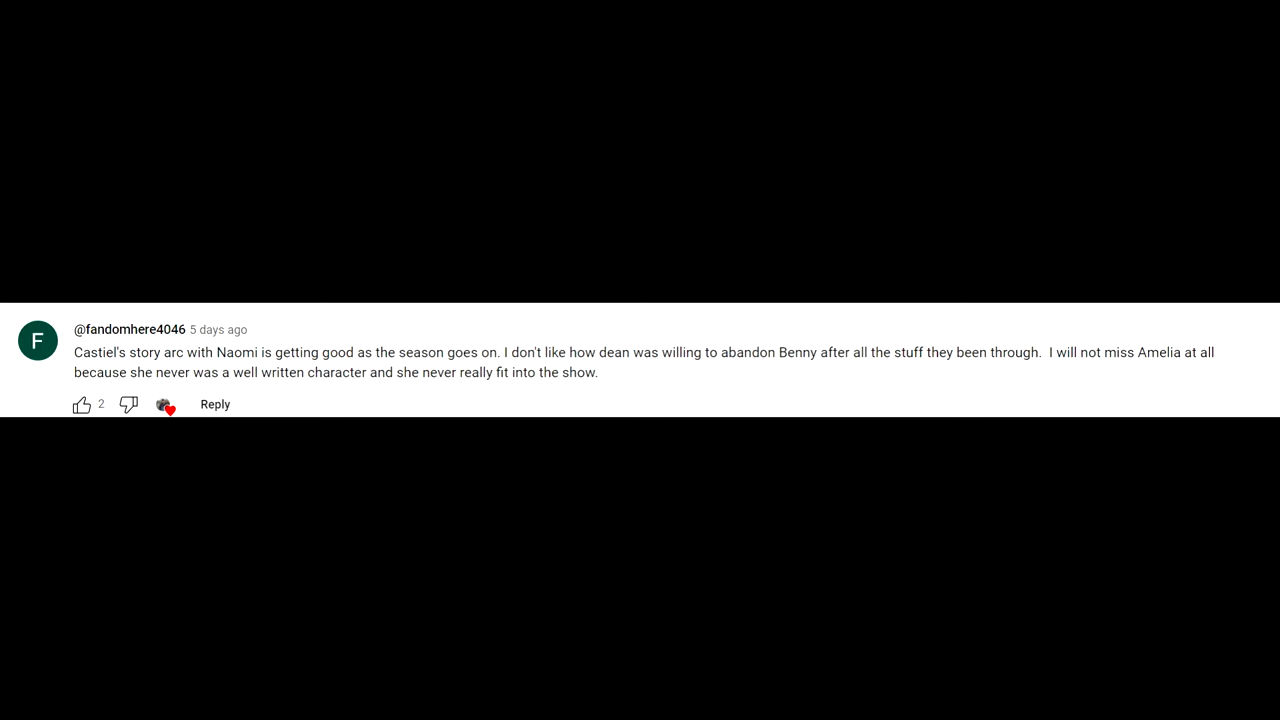 F
@fandomhere4046 5 days ago
Castiel's story arc with Naomi is getting good as the season goes on. I don't like how dean was willing to abandon Benny after all the stuff they been through.  I will not miss Amelia at all
because she never was a well written character and she never really fit into the show.
2 Reply